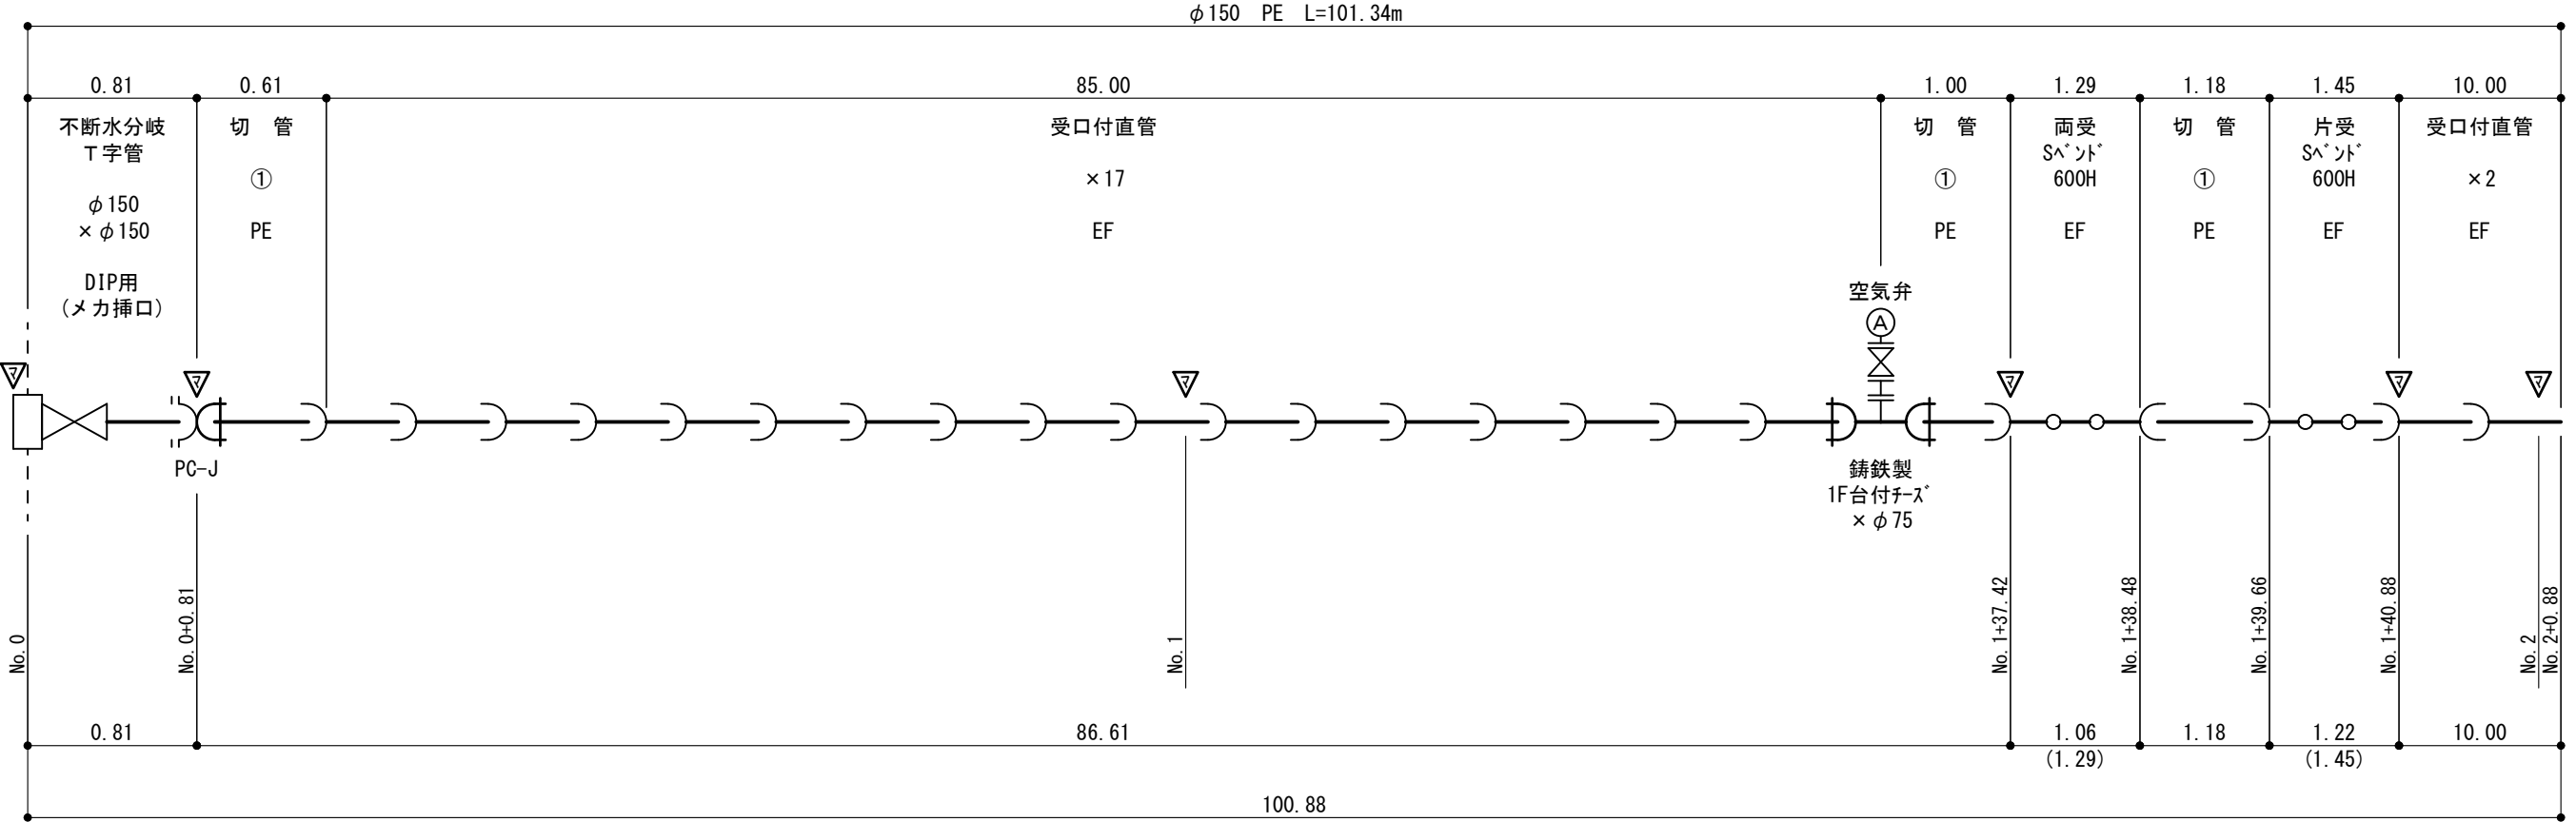 φ150 PE L=101.34m
0.81
0.61
85.00
1.00
1.29
1.18
1.45
10.00
不断水分岐
T字管
φ150
×φ150
DIP用
(メカ挿口)
切 管
①
PE
受口付直管
×17
EF
切 管
①
PE
両受
Sベンド
600H
EF
切 管
①
PE
片受
Sベンド
600H
EF
受口付直管
×2
EF
空気弁
A
マ
マ
マ
マ
マ
マ
PC-J
鋳鉄製
1F台付チーズ
×φ75
No.0
No.0+0.81
No.1
No.1+37.42
No.1+38.48
No.1+39.66
No.1+40.88
No.2
No.2+0.88
0.81
86.61
1.06
(1.29)
1.18
1.22
(1.45)
10.00
100.88